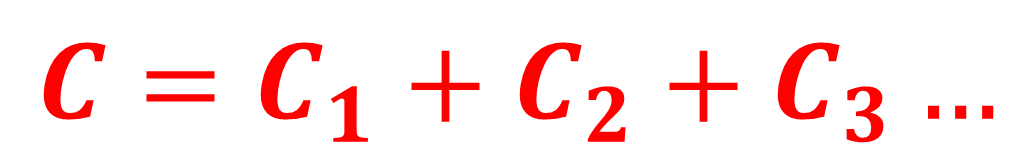 C = C₁ + C₂ + C₃ ...